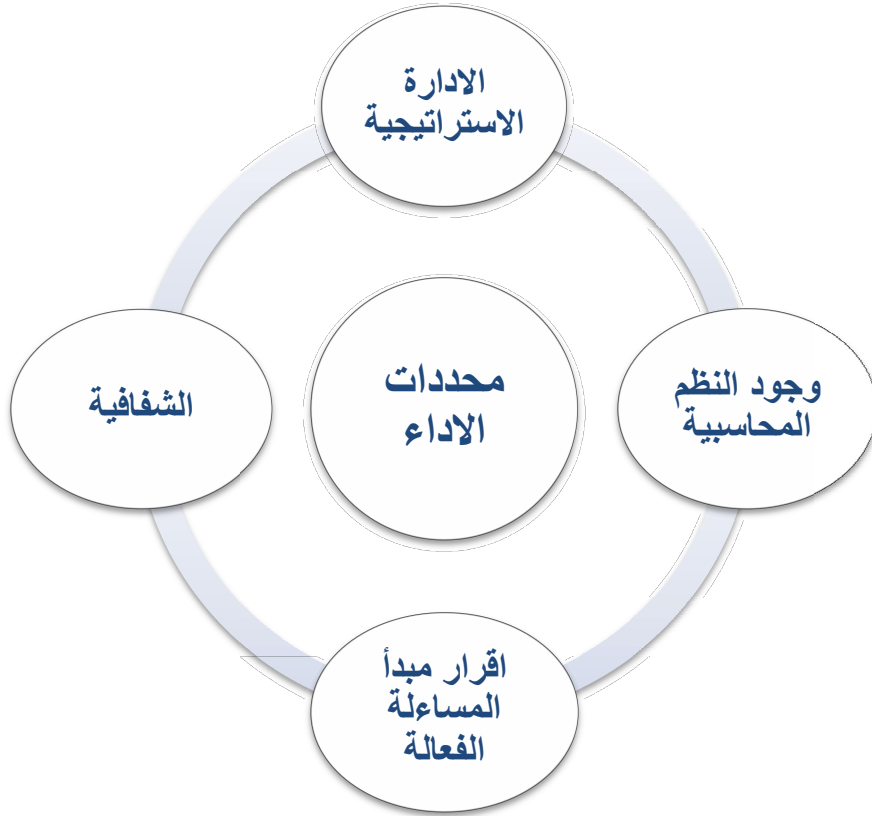 الادارة
الاستراتيجية
محددات
الاداء
وجود النظم
المحاسبية
الشفافية
اقرار مبدأ
المساءلة
الفعالة